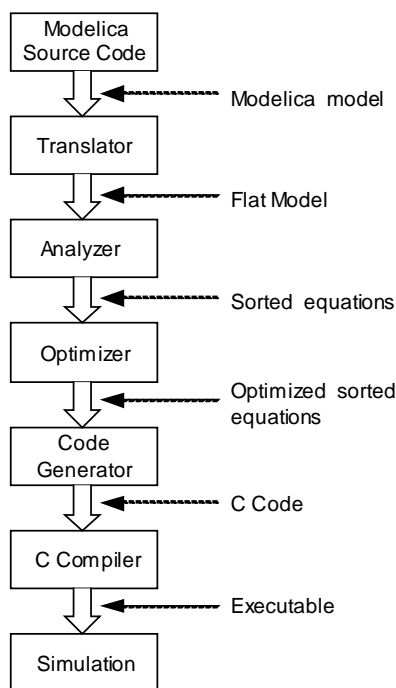 Modelica
Source Code
Modelica model
Translator
Flat Model
Analyzer
Sorted equations
Optimizer
Optimized sorted
equations
Code
Generator
C Code
C Compiler
Executable
Simulation